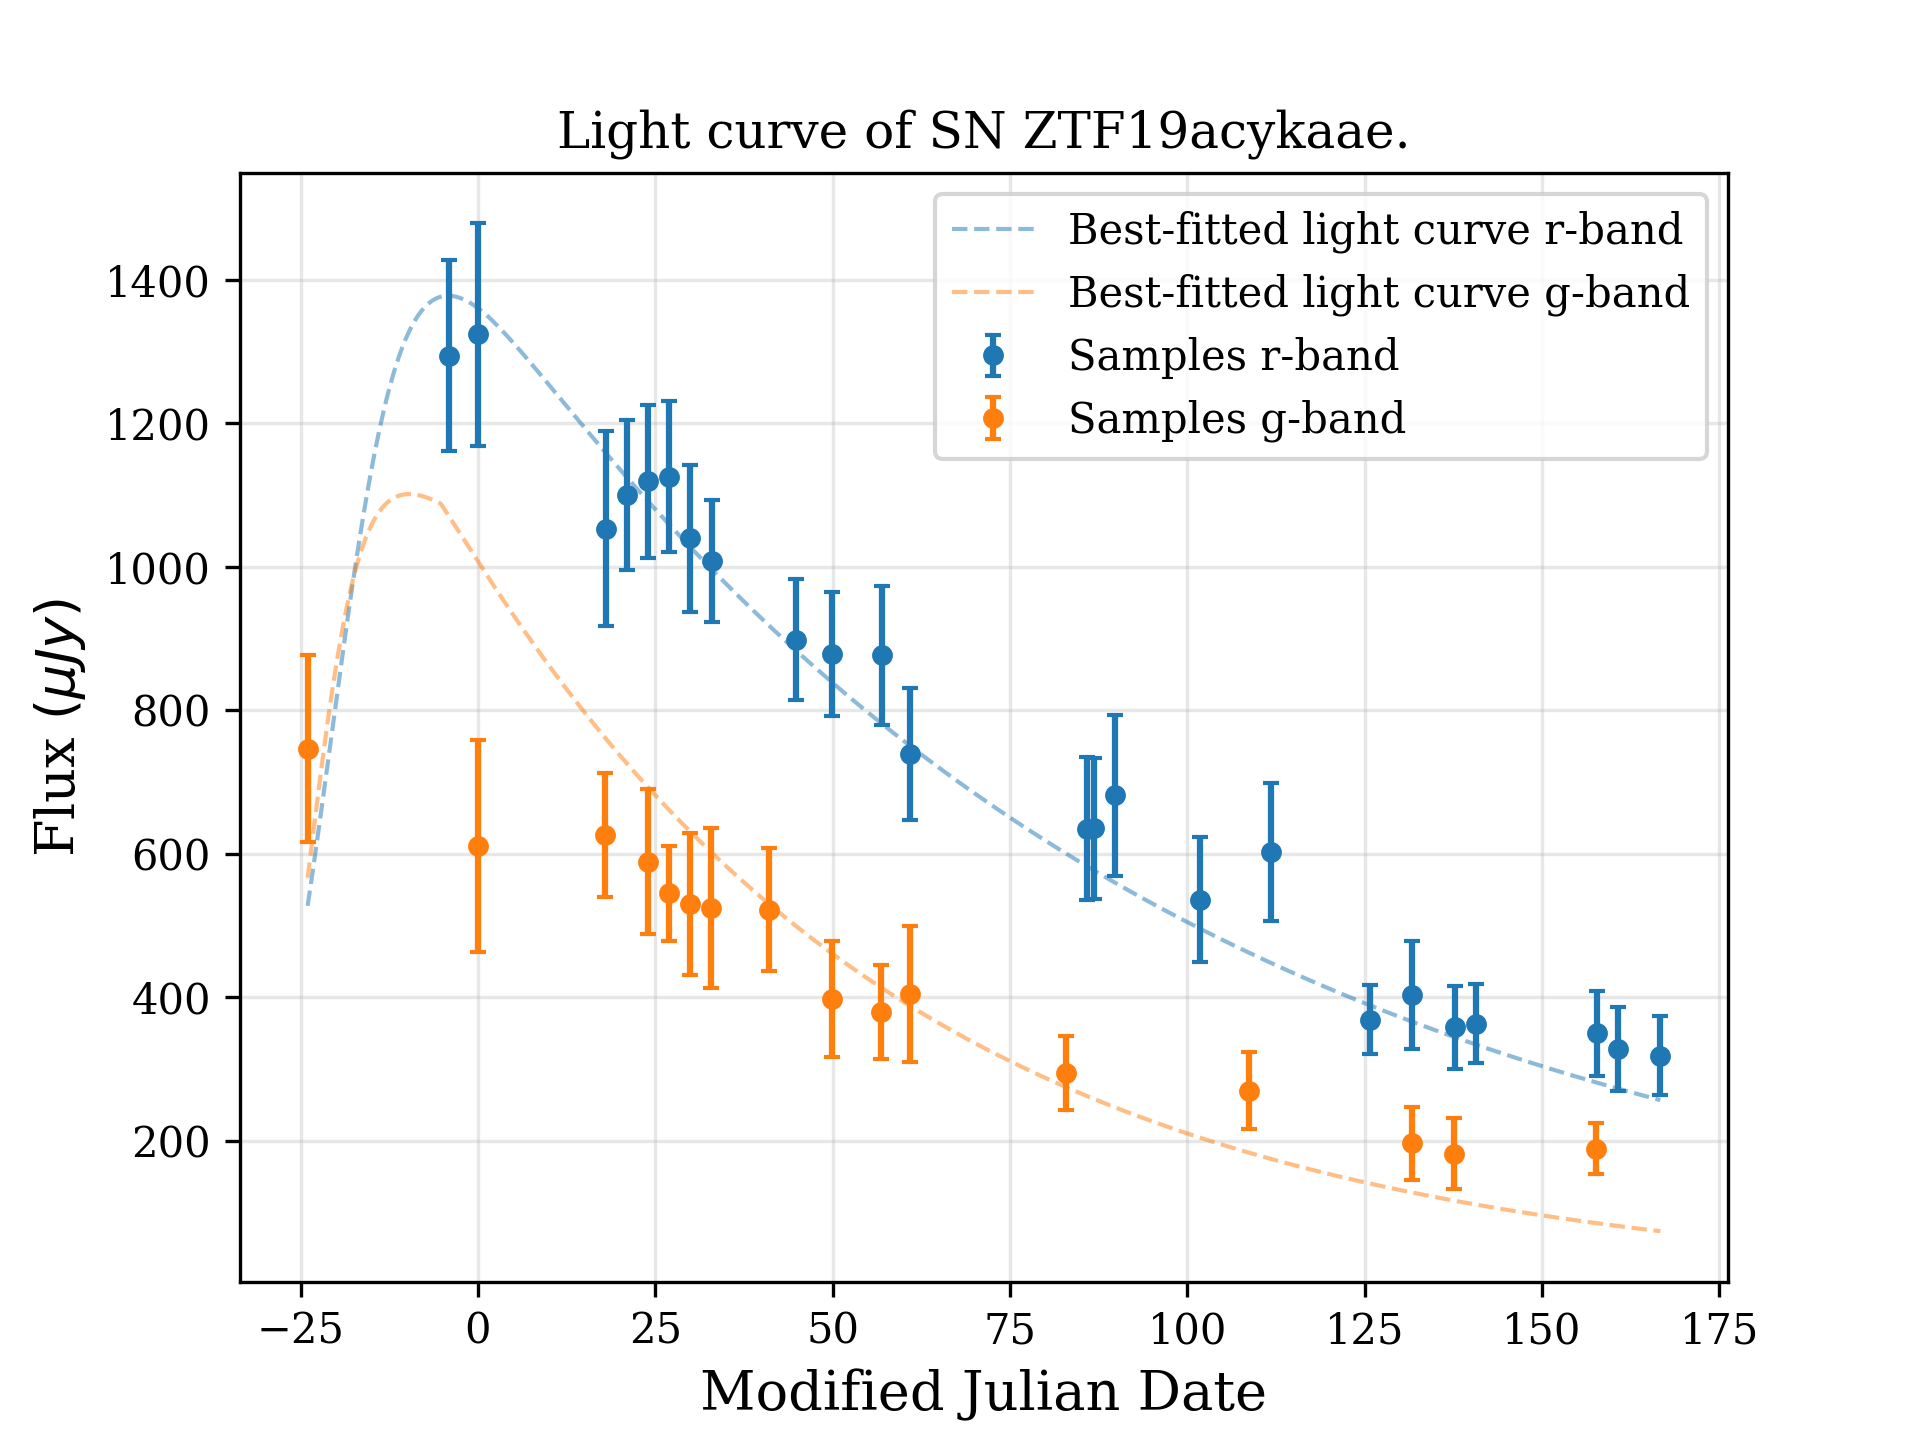 Light curve of SN ZTF19acykaae.
Best-fitted light curve r-band
Best-fitted light curve g-band
Samples r-band
Samples g-band
1400
1200
1000
800
600
400
200
Flux (μJy)
−25 0 25 50 75 100 125 150 175
Modified Julian Date